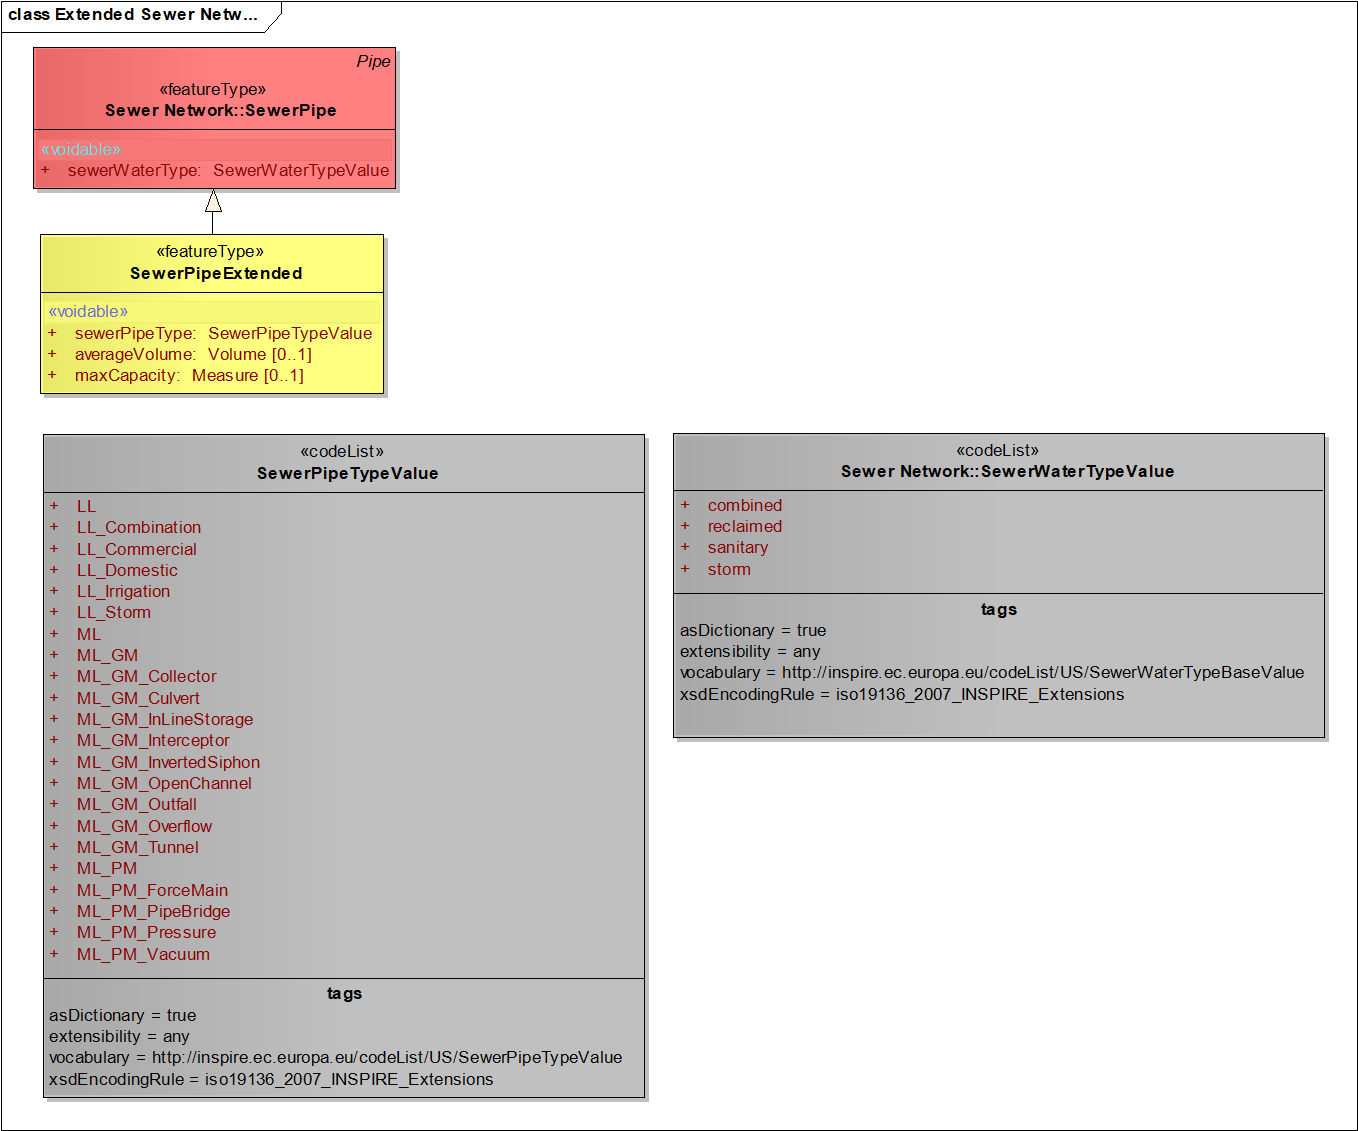 class Extended Sewer Netw...
Pipe
«featureType»
Sewer Network::SewerPipe
«voidable»
+ sewerWaterType: SewerWaterTypeValue
«featureType»
SewerPipeExtended
«voidable»
+ sewerPipeType: SewerPipeTypeValue
+ averageVolume: Volume [0..1]
+ maxCapacity: Measure [0..1]
«codeList»
SewerPipeTypeValue
+ LL
+ LL_Combination
+ LL_Commercial
+ LL_Domestic
+ LL_Irrigation
+ LL_Storm
+ ML
+ ML_GM
+ ML_GM_Collector
+ ML_GM_Culvert
+ ML_GM_InLineStorage
+ ML_GM_Interceptor
+ ML_GM_InvertedSiphon
+ ML_GM_OpenChannel
+ ML_GM_Outfall
+ ML_GM_Overflow
+ ML_GM_Tunnel
+ ML_PM
+ ML_PM_ForceMain
+ ML_PM_PipeBridge
+ ML_PM_Pressure
+ ML_PM_Vacuum
tags
asDictionary = true
extensibility = any
vocabulary = http://inspire.ec.europa.eu/codeList/US/SewerPipeTypeValue
xsdEncodingRule = iso19136_2007_INSPIRE_Extensions
«codeList»
Sewer Network::SewerWaterTypeValue
+ combined
+ reclaimed
+ sanitary
+ storm
tags
asDictionary = true
extensibility = any
vocabulary = http://inspire.ec.europa.eu/codeList/US/SewerWaterTypeBaseValue
xsdEncodingRule = iso19136_2007_INSPIRE_Extensions